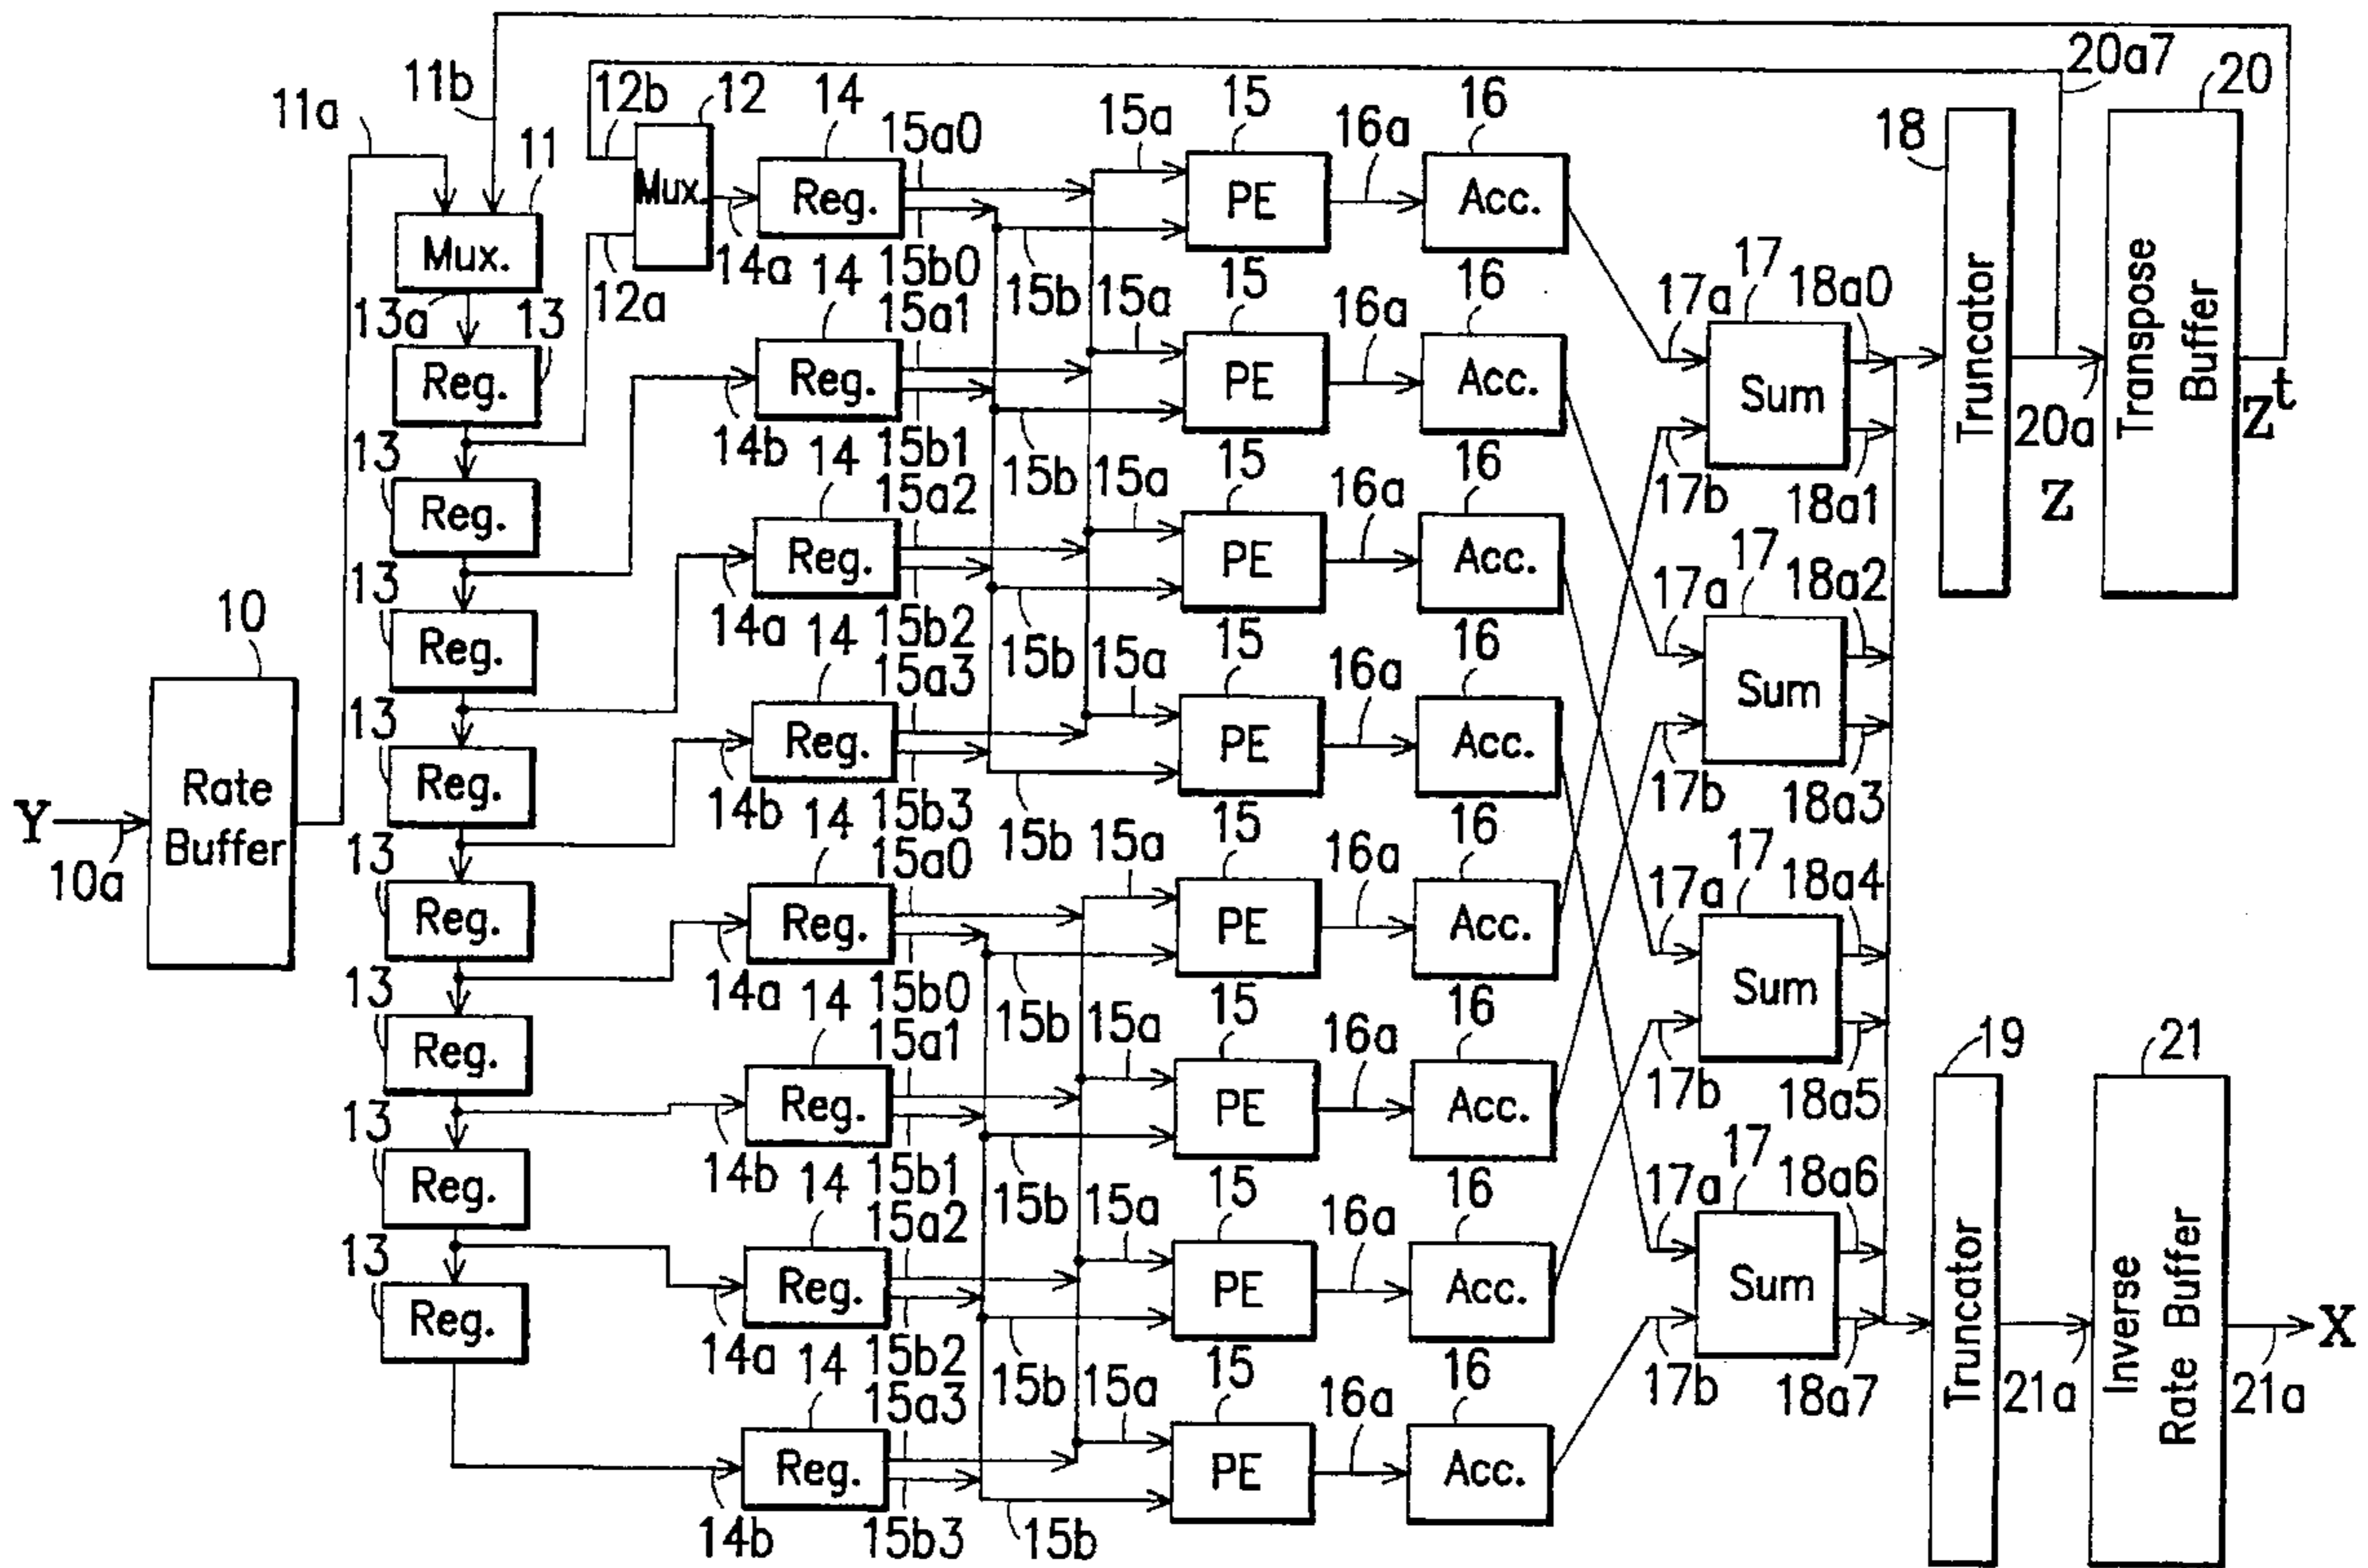 11a
11b
12b
12
14
15a0
15a
15
16a
16
18
20a7
20
11
Mux.
Mux.
Reg.
PE
Acc.
Truncator
Transpose
Buffer
13a
13
12a
14a
14
15b0
15a1
15b
15a
15
16a
16
17a
17
18a0
Reg.
Reg.
PE
Acc.
Sum
20a
Z
Zᵗ
13
14b
14
15b1
15a2
15b
15a
15
16a
16
17b
18a1
Reg.
Reg.
PE
Acc.
17a
17
18a2
13
14a
14
15b2
15a3
15b
15a
15
16a
16
Reg.
Reg.
PE
Acc.
Sum
10
Y
10a
Rate
Buffer
13
14b
14
15b3
15a0
15b
15a
15
16a
16
17b
18a3
Reg.
Reg.
PE
Acc.
17a
17
18a4
13
14a
14
15b0
15a1
15b
15a
15
16a
16
Reg.
Reg.
PE
Acc.
Sum
13
14b
14
15b1
15a2
15b
15a
15
16a
16
17b
18a5
Reg.
Reg.
PE
Acc.
17a
17
18a6
19
21
13
14a
14
15b2
15a3
15b
15a
15
16a
16
Reg.
Reg.
PE
Acc.
Sum
17b
18a7
13
Reg.
14b
15b3
15b
Truncator
21a
Inverse
Rate Buffer
21a
X